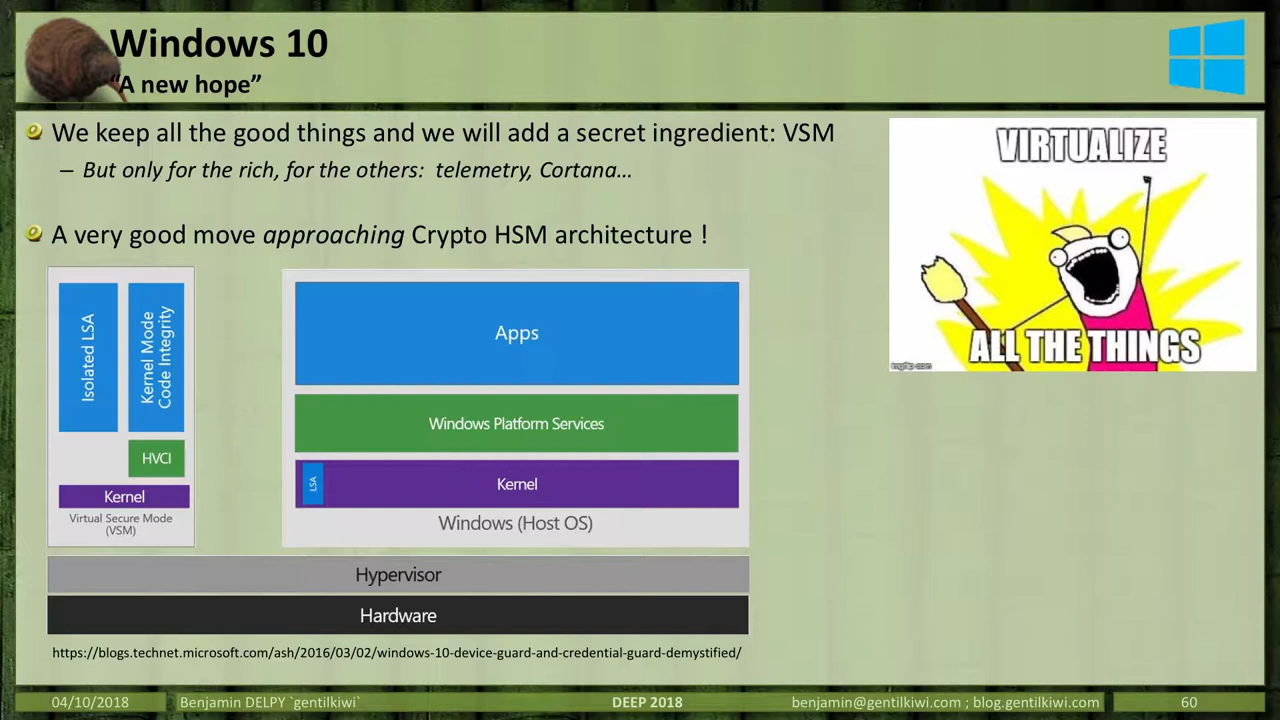 Windows 10
“A new hope”
We keep all the good things and we will add a secret ingredient: VSM
– But only for the rich, for the others: telemetry, Cortana…
A very good move approaching Crypto HSM architecture !
VIRTUALIZE
ALL THE THINGS
imgflip.com
Isolated LSA
Kernel Mode
Code Integrity
HVCI
Kernel
Virtual Secure Mode
(VSM)
Apps
Windows Platform Services
LSA
Kernel
Windows (Host OS)
Hypervisor
Hardware
https://blogs.technet.microsoft.com/ash/2016/03/02/windows-10-device-guard-and-credential-guard-demystified/
04/10/2018
Benjamin DELPY `gentilkiwi`
DEEP 2018
benjamin@gentilkiwi.com ; blog.gentilkiwi.com
60